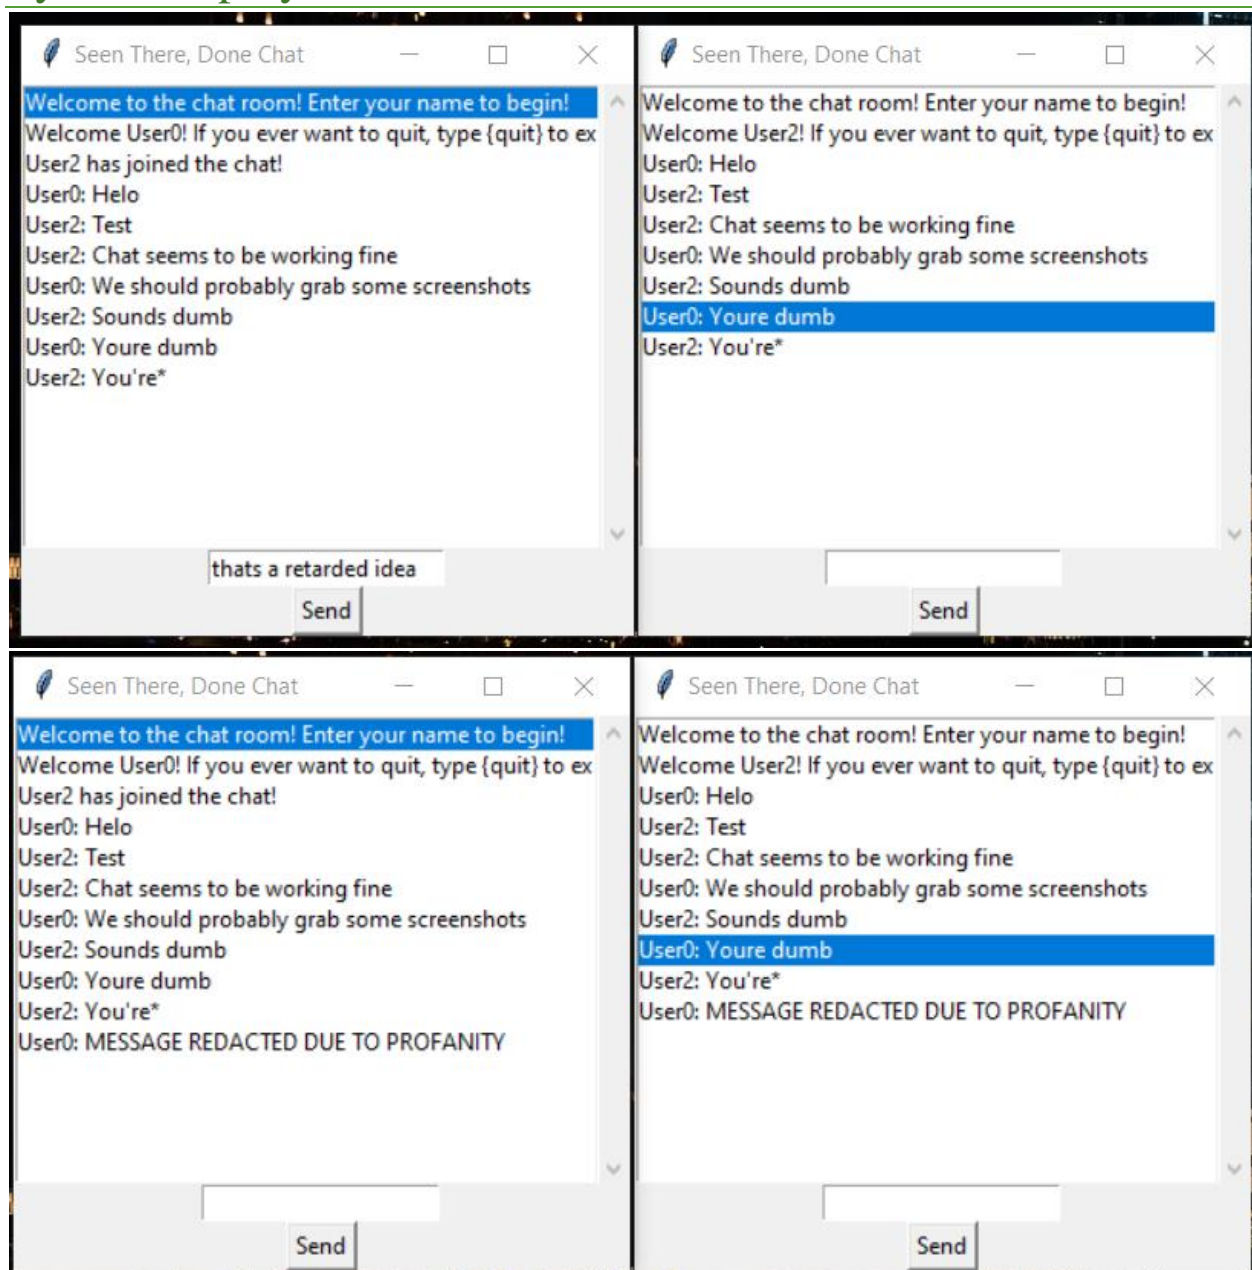 Seen There, Done Chat
Welcome to the chat room! Enter your name to begin!
Welcome User0! If you ever want to quit, type {quit} to ex
User2 has joined the chat!
User0: Helo
User2: Test
User2: Chat seems to be working fine
User0: We should probably grab some screenshots
User2: Sounds dumb
User0: Youre dumb
User2: You're*
thats a retarded idea
Send
Seen There, Done Chat
Welcome to the chat room! Enter your name to begin!
Welcome User2! If you ever want to quit, type {quit} to ex
User0: Helo
User2: Test
User2: Chat seems to be working fine
User0: We should probably grab some screenshots
User2: Sounds dumb
User0: Youre dumb
User2: You're*
Send
Seen There, Done Chat
Welcome to the chat room! Enter your name to begin!
Welcome User0! If you ever want to quit, type {quit} to ex
User2 has joined the chat!
User0: Helo
User2: Test
User2: Chat seems to be working fine
User0: We should probably grab some screenshots
User2: Sounds dumb
User0: Youre dumb
User2: You're*
User0: MESSAGE REDACTED DUE TO PROFANITY
Send
Seen There, Done Chat
Welcome to the chat room! Enter your name to begin!
Welcome User2! If you ever want to quit, type {quit} to ex
User0: Helo
User2: Test
User2: Chat seems to be working fine
User0: We should probably grab some screenshots
User2: Sounds dumb
User0: Youre dumb
User2: You're*
User0: MESSAGE REDACTED DUE TO PROFANITY
Send